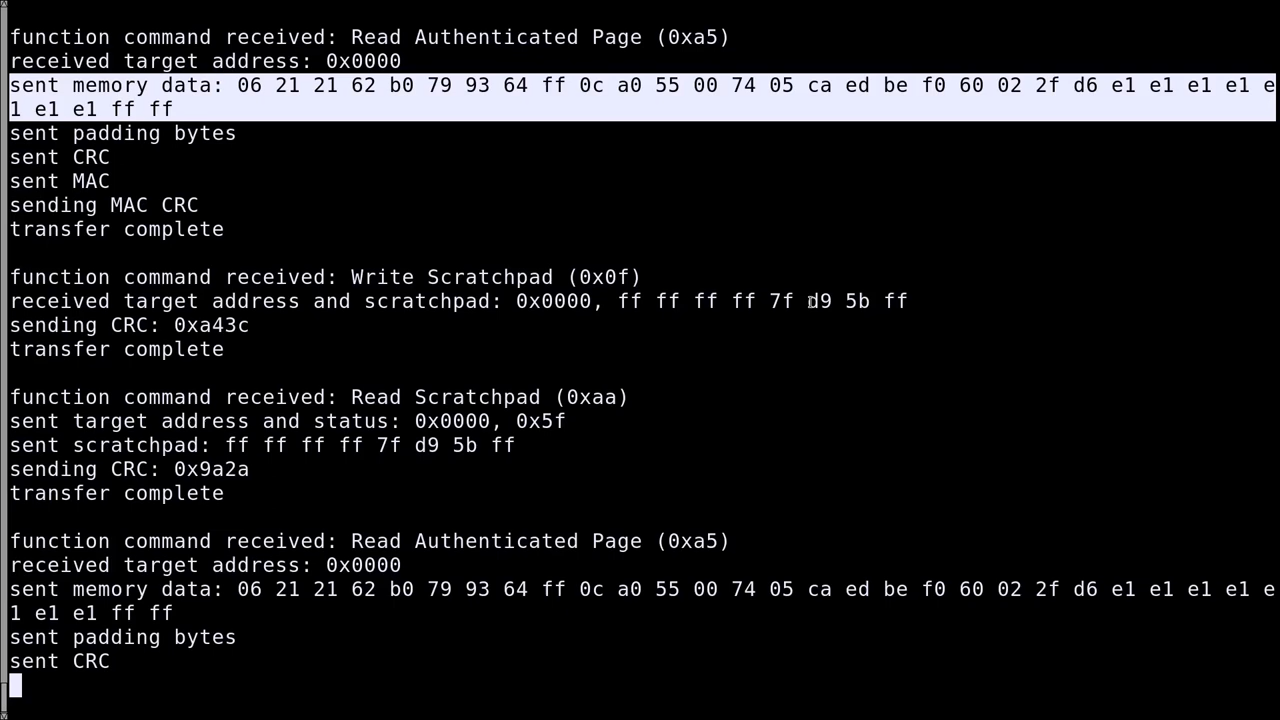 function command received: Read Authenticated Page (0xa5)
received target address: 0x0000
sent memory data: 06 21 21 62 b0 79 93 64 ff 0c a0 55 00 74 05 ca ed be f0 60 02 2f d6 e1 e1 e1 e1 e
1 e1 e1 ff ff
sent padding bytes
sent CRC
sent MAC
sending MAC CRC
transfer complete
function command received: Write Scratchpad (0x0f)
received target address and scratchpad: 0x0000, ff ff ff ff 7f d9 5b ff
sending CRC: 0xa43c
transfer complete
function command received: Read Scratchpad (0xaa)
sent target address and status: 0x0000, 0x5f
sent scratchpad: ff ff ff ff 7f d9 5b ff
sending CRC: 0x9a2a
transfer complete
function command received: Read Authenticated Page (0xa5)
received target address: 0x0000
sent memory data: 06 21 21 62 b0 79 93 64 ff 0c a0 55 00 74 05 ca ed be f0 60 02 2f d6 e1 e1 e1 e1 e
1 e1 e1 ff ff
sent padding bytes
sent CRC